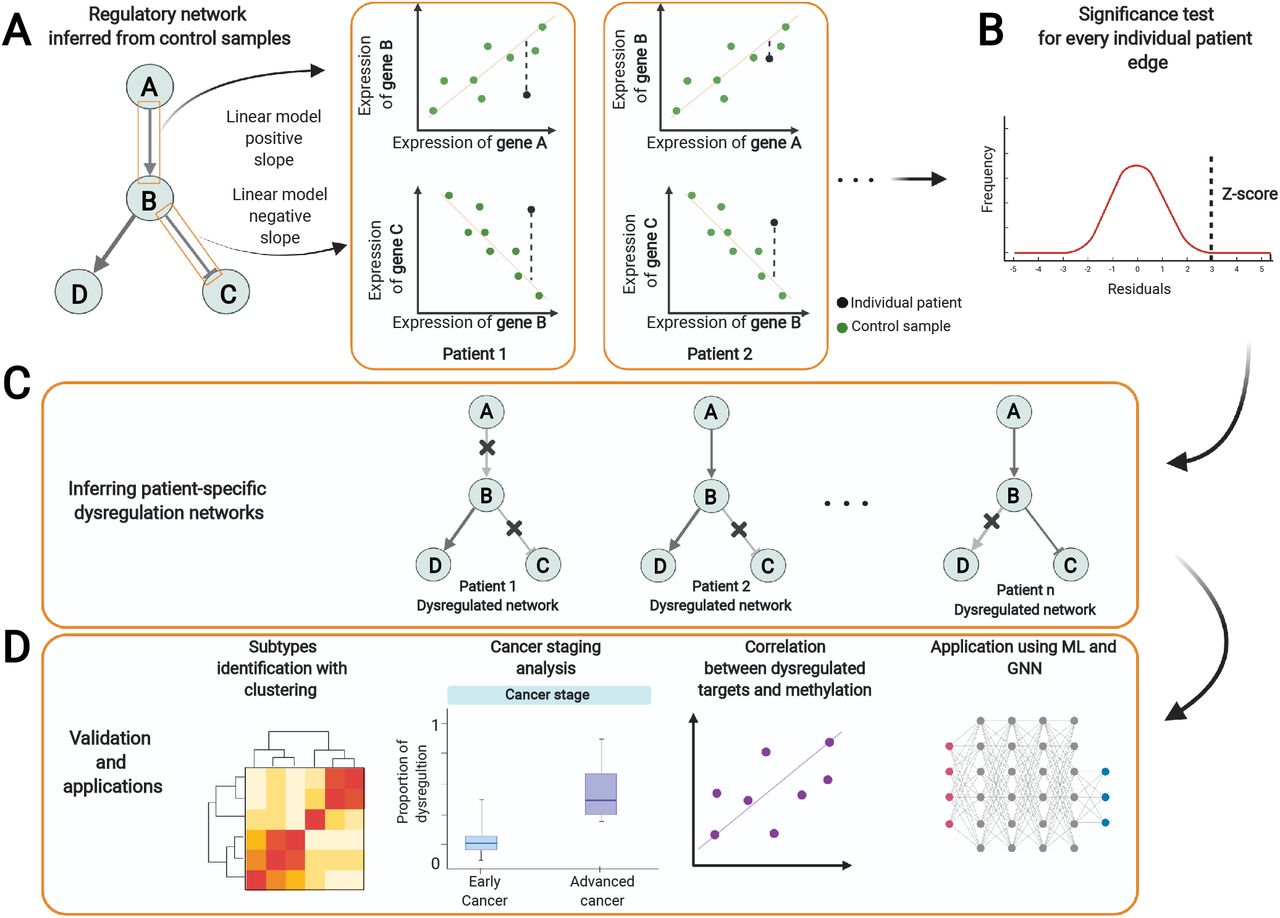 A
Regulatory network
inferred from control samples
A
B
D
C
Linear model
positive
slope
Linear model
negative
slope
Expression
of gene B
Expression of gene A
Expression
of gene C
Expression of gene B
Patient 1
Expression
of gene B
Expression of gene A
Expression
of gene C
Expression of gene B
Patient 2
. . .
Individual patient
Control sample
B
Significance test
for every individual patient
edge
Frequency
Z-score
-5 -4 -3 -2 -1 0 1 2 3 4 5
Residuals
C
Inferring patient-specific
dysregulation networks
A
B
D
C
Patient 1
Dysregulated network
A
B
D
C
Patient 2
Dysregulated network
. . .
A
B
D
C
Patient n
Dysregulated network
D
Validation
and
applications
Subtypes
identification with
clustering
Cancer staging
analysis
Cancer stage
1
0
Proportion of
dysregultion
Early
Cancer
Advanced
cancer
Correlation
between dysregulated
targets and methylation
Application using ML and
GNN